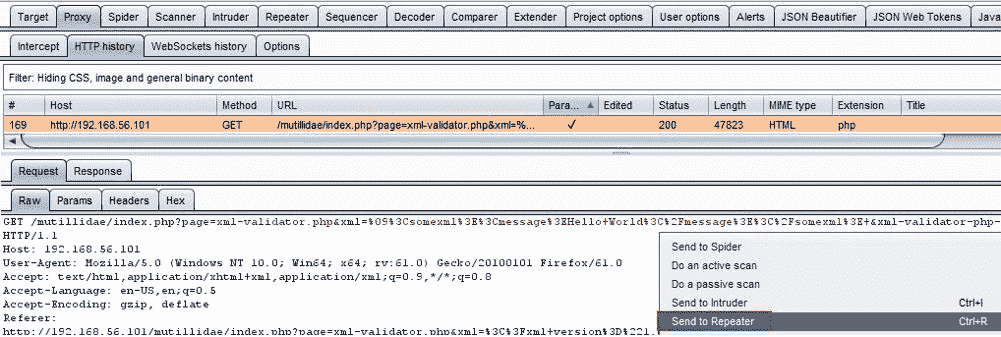 Target Proxy Spider Scanner Intruder Repeater Sequencer Decoder Comparer Extender Project options User options Alerts JSON Beautifier JSON Web Tokens Java
Intercept HTTP history WebSockets history Options
Filter: Hiding CSS, image and general binary content
# Host Method URL Para... Edited Status Length MIME type Extension Title
169 http://192.168.56.101 GET /mutillidae/index.php?page=xml-validator.php&xml=%... ✓ 200 47823 HTML php
Request Response
Raw Params Headers Hex
GET /mutillidae/index.php?page=xml-validator.php&xml=%09%3Csomexml%3E%3Cmessage%3EHello+World%3C%2Fmessage%3E%3C%2Fsomexml%3E+&xml-validator-php-
HTTP/1.1
Host: 192.168.56.101
User-Agent: Mozilla/5.0 (Windows NT 10.0; Win64; x64; rv:61.0) Gecko/20100101 Firefox/61.0
Accept: text/html,application/xhtml+xml,application/xml;q=0.9,*/*;q=0.8
Accept-Language: en-US,en;q=0.5
Accept-Encoding: gzip, deflate
Referer:
http://192.168.56.101/mutillidae/index.php?page=xml-validator.php&xml=%3C%3Fxml+version%3D%221.
Send to Spider
Do an active scan
Do a passive scan
Send to Intruder Ctrl+I
Send to Repeater Ctrl+R